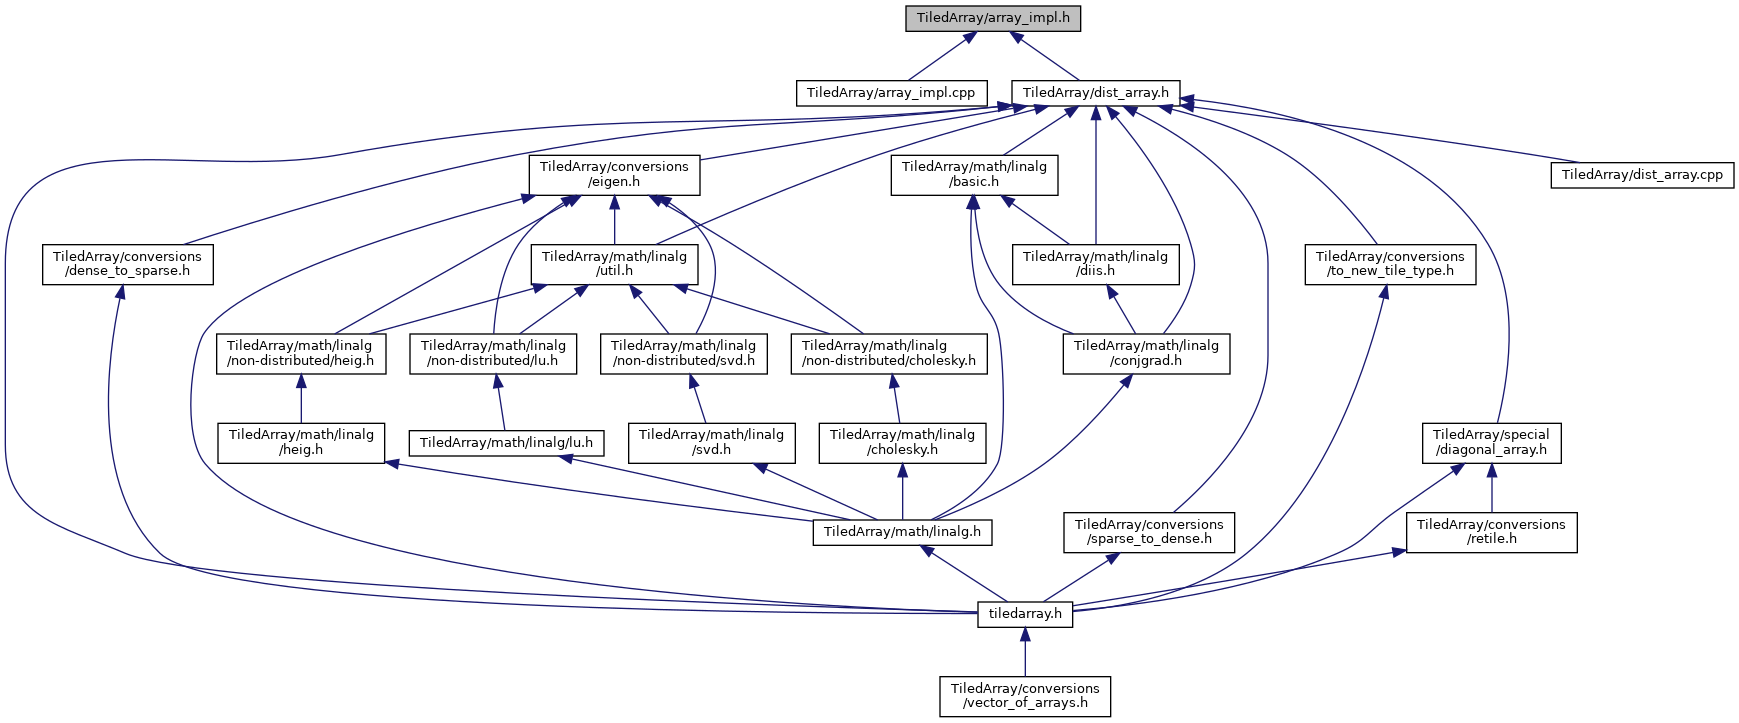 TiledArray/array_impl.h
TiledArray/array_impl.cpp
TiledArray/dist_array.h
TiledArray/conversions
/eigen.h
TiledArray/math/linalg
/basic.h
TiledArray/dist_array.cpp
TiledArray/conversions
/dense_to_sparse.h
TiledArray/math/linalg
/util.h
TiledArray/math/linalg
/diis.h
TiledArray/conversions
/to_new_tile_type.h
TiledArray/math/linalg
/non-distributed/heig.h
TiledArray/math/linalg
/non-distributed/lu.h
TiledArray/math/linalg
/non-distributed/svd.h
TiledArray/math/linalg
/non-distributed/cholesky.h
TiledArray/math/linalg
/conjgrad.h
TiledArray/math/linalg
/heig.h
TiledArray/math/linalg/lu.h
TiledArray/math/linalg
/svd.h
TiledArray/math/linalg
/cholesky.h
TiledArray/special
/diagonal_array.h
TiledArray/math/linalg.h
TiledArray/conversions
/sparse_to_dense.h
TiledArray/conversions
/retile.h
tiledarray.h
TiledArray/conversions
/vector_of_arrays.h